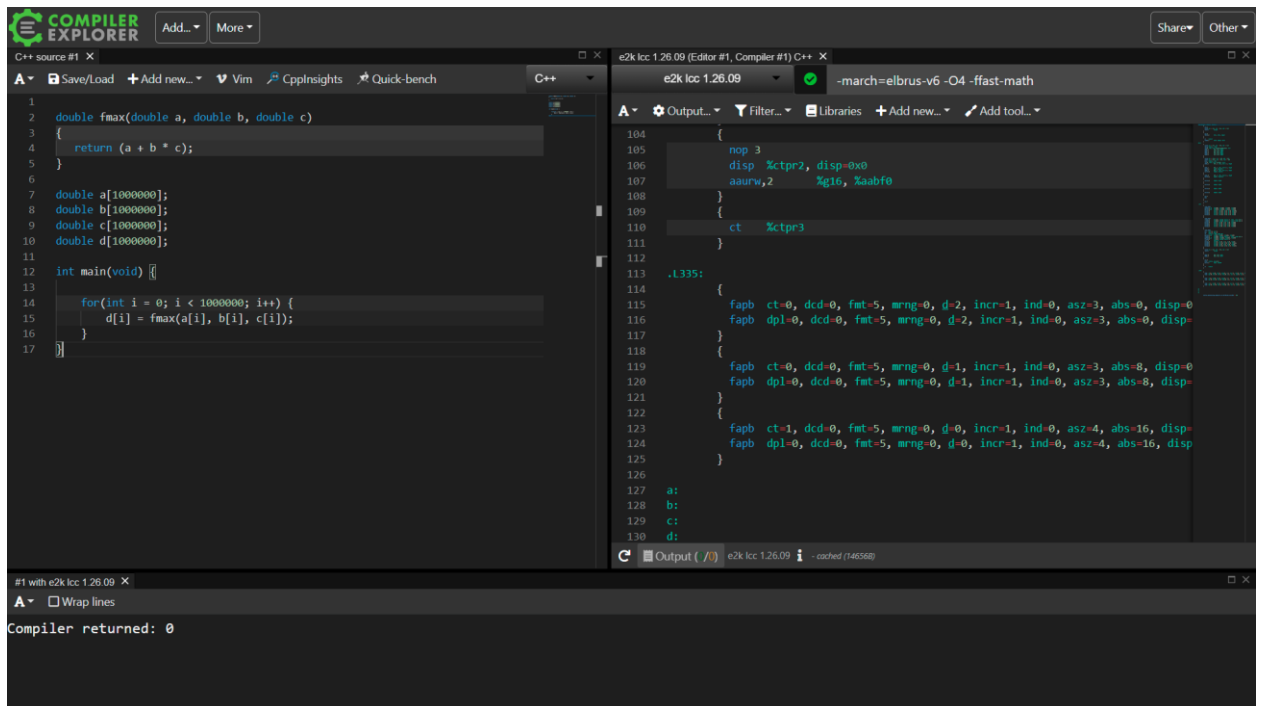 COMPILER
EXPLORER
Add...
More
Share
Other
C++ source #1 X
A Save/Load + Add new... Vim CppInsights Quick-bench C++
1
2 double fmax(double a, double b, double c)
3 {
4 return (a + b * c);
5 }
6
7 double a[1000000];
8 double b[1000000];
9 double c[1000000];
10 double d[1000000];
11
12 int main(void) {
13
14 for(int i = 0; i < 1000000; i++) {
15 d[i] = fmax(a[i], b[i], c[i]);
16 }
17 }
e2k lcc 1.26.09 (Editor #1, Compiler #1) C++ X
e2k lcc 1.26.09 -march=elbrus-v6 -O4 -ffast-math
A Output... Filter... Libraries + Add new... Add tool...
104 {
105 nop 3
106 disp %ctpr2, disp=0x0
107 aaurw,2 %g16, %aabf0
108 }
109 {
110 ct %ctpr3
111 }
112
113 .L335:
114 {
115 fapb ct=0, dcd=0, fmt=5, mrng=0, d=2, incr=1, ind=0, asz=3, abs=0, disp=0
116 fapb dpl=0, dcd=0, fmt=5, mrng=0, d=2, incr=1, ind=0, asz=3, abs=0, disp=
117 }
118 {
119 fapb ct=0, dcd=0, fmt=5, mrng=0, d=1, incr=1, ind=0, asz=3, abs=8, disp=0
120 fapb dpl=0, dcd=0, fmt=5, mrng=0, d=1, incr=1, ind=0, asz=3, abs=8, disp=
121 }
122 {
123 fapb ct=1, dcd=0, fmt=5, mrng=0, d=0, incr=1, ind=0, asz=4, abs=16, disp=
124 fapb dpl=0, dcd=0, fmt=5, mrng=0, d=0, incr=1, ind=0, asz=4, abs=16, disp
125 }
126
127 a:
128 b:
129 c:
130 d:
Output ( /0) e2k lcc 1.26.09 i - cached (146568)
#1 with e2k lcc 1.26.09 X
A Wrap lines
Compiler returned: 0